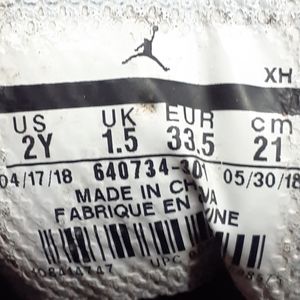 XH
US UK EUR cm
2Y 1.5 33.5 21
04/17/18 640734-301 05/30/18
MADE IN CHINA
FABRIQUE EN CHINE
UPC